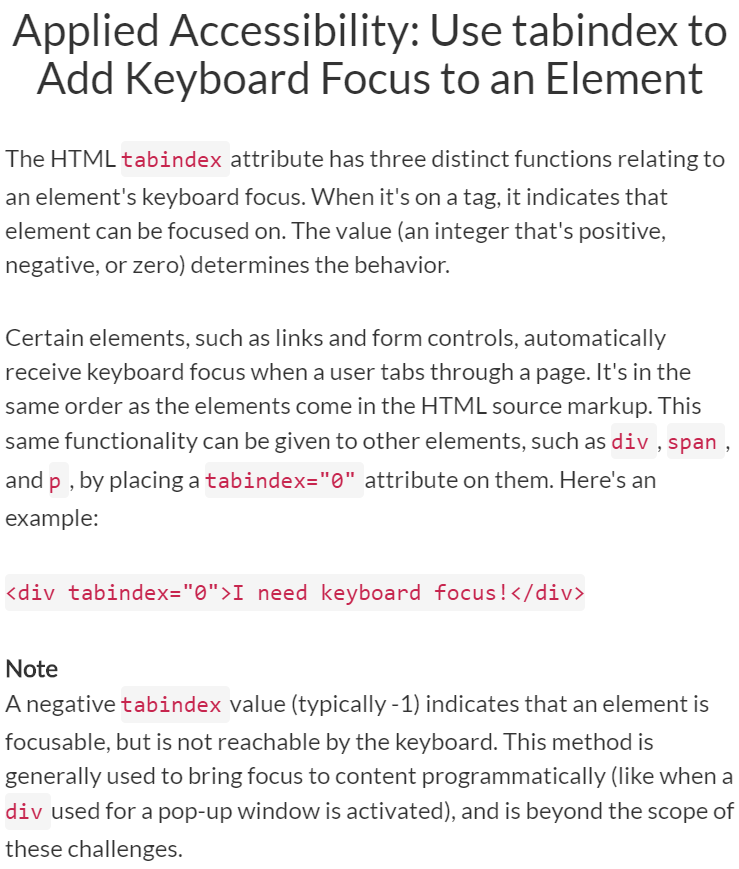 Applied Accessibility: Use tabindex to
Add Keyboard Focus to an Element
The HTML tabindex attribute has three distinct functions relating to
an element's keyboard focus. When it's on a tag, it indicates that
element can be focused on. The value (an integer that's positive,
negative, or zero) determines the behavior.
Certain elements, such as links and form controls, automatically
receive keyboard focus when a user tabs through a page. It's in the
same order as the elements come in the HTML source markup. This
same functionality can be given to other elements, such as div , span ,
and p , by placing a tabindex="0" attribute on them. Here's an
example:
<div tabindex="0">I need keyboard focus!</div>
Note
A negative tabindex value (typically -1) indicates that an element is
focusable, but is not reachable by the keyboard. This method is
generally used to bring focus to content programmatically (like when a
div used for a pop-up window is activated), and is beyond the scope of
these challenges.